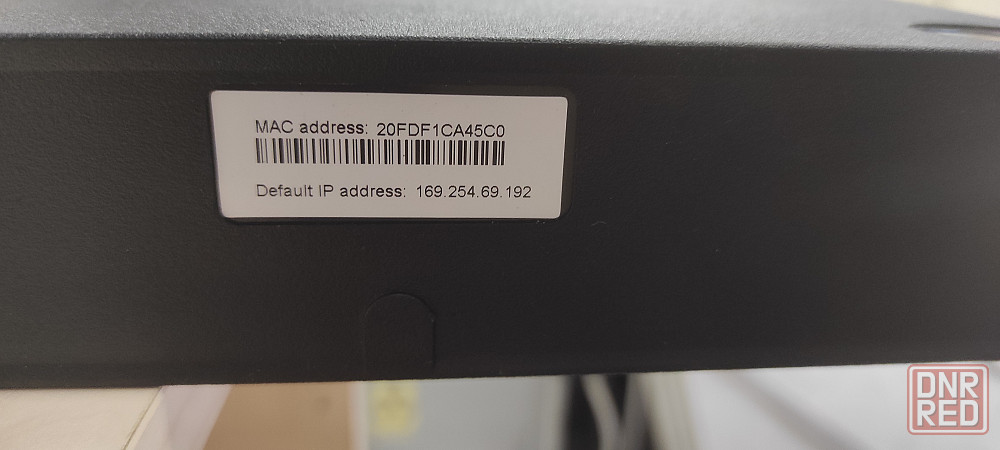 MAC address: 20FDF1CA45C0
Default IP address: 169.254.69.192
DNR
RED